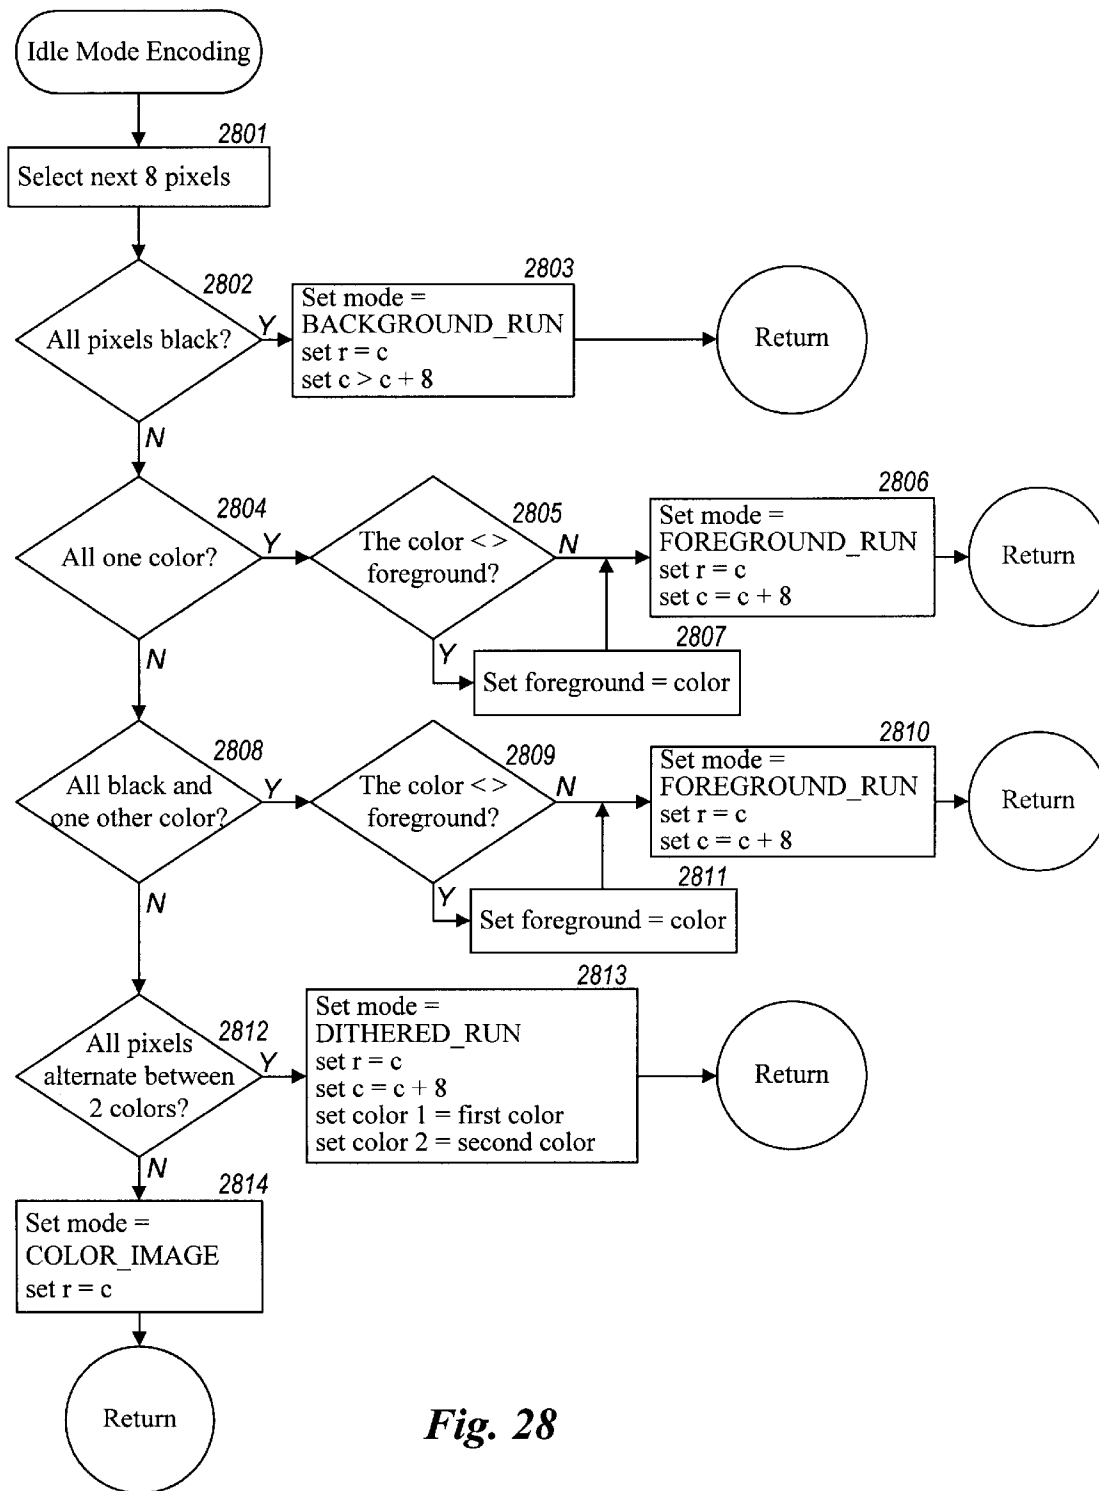 Idle Mode Encoding
2801
Select next 8 pixels
2802
All pixels black?
Y
N
2803
Set mode =
BACKGROUND_RUN
set r = c
set c > c + 8
Return
2804
All one color?
Y
N
2805
The color < >
foreground?
N
Y
2806
Set mode =
FOREGROUND_RUN
set r = c
set c = c + 8
Return
2807
Set foreground = color
2808
All black and
one other color?
Y
N
2809
The color < >
foreground?
N
Y
2810
Set mode =
FOREGROUND_RUN
set r = c
set c = c + 8
Return
2811
Set foreground = color
2812
All pixels
alternate between
2 colors?
Y
N
2813
Set mode =
DITHERED_RUN
set r = c
set c = c + 8
set color 1 = first color
set color 2 = second color
Return
2814
Set mode =
COLOR_IMAGE
set r = c
Return
Fig. 28